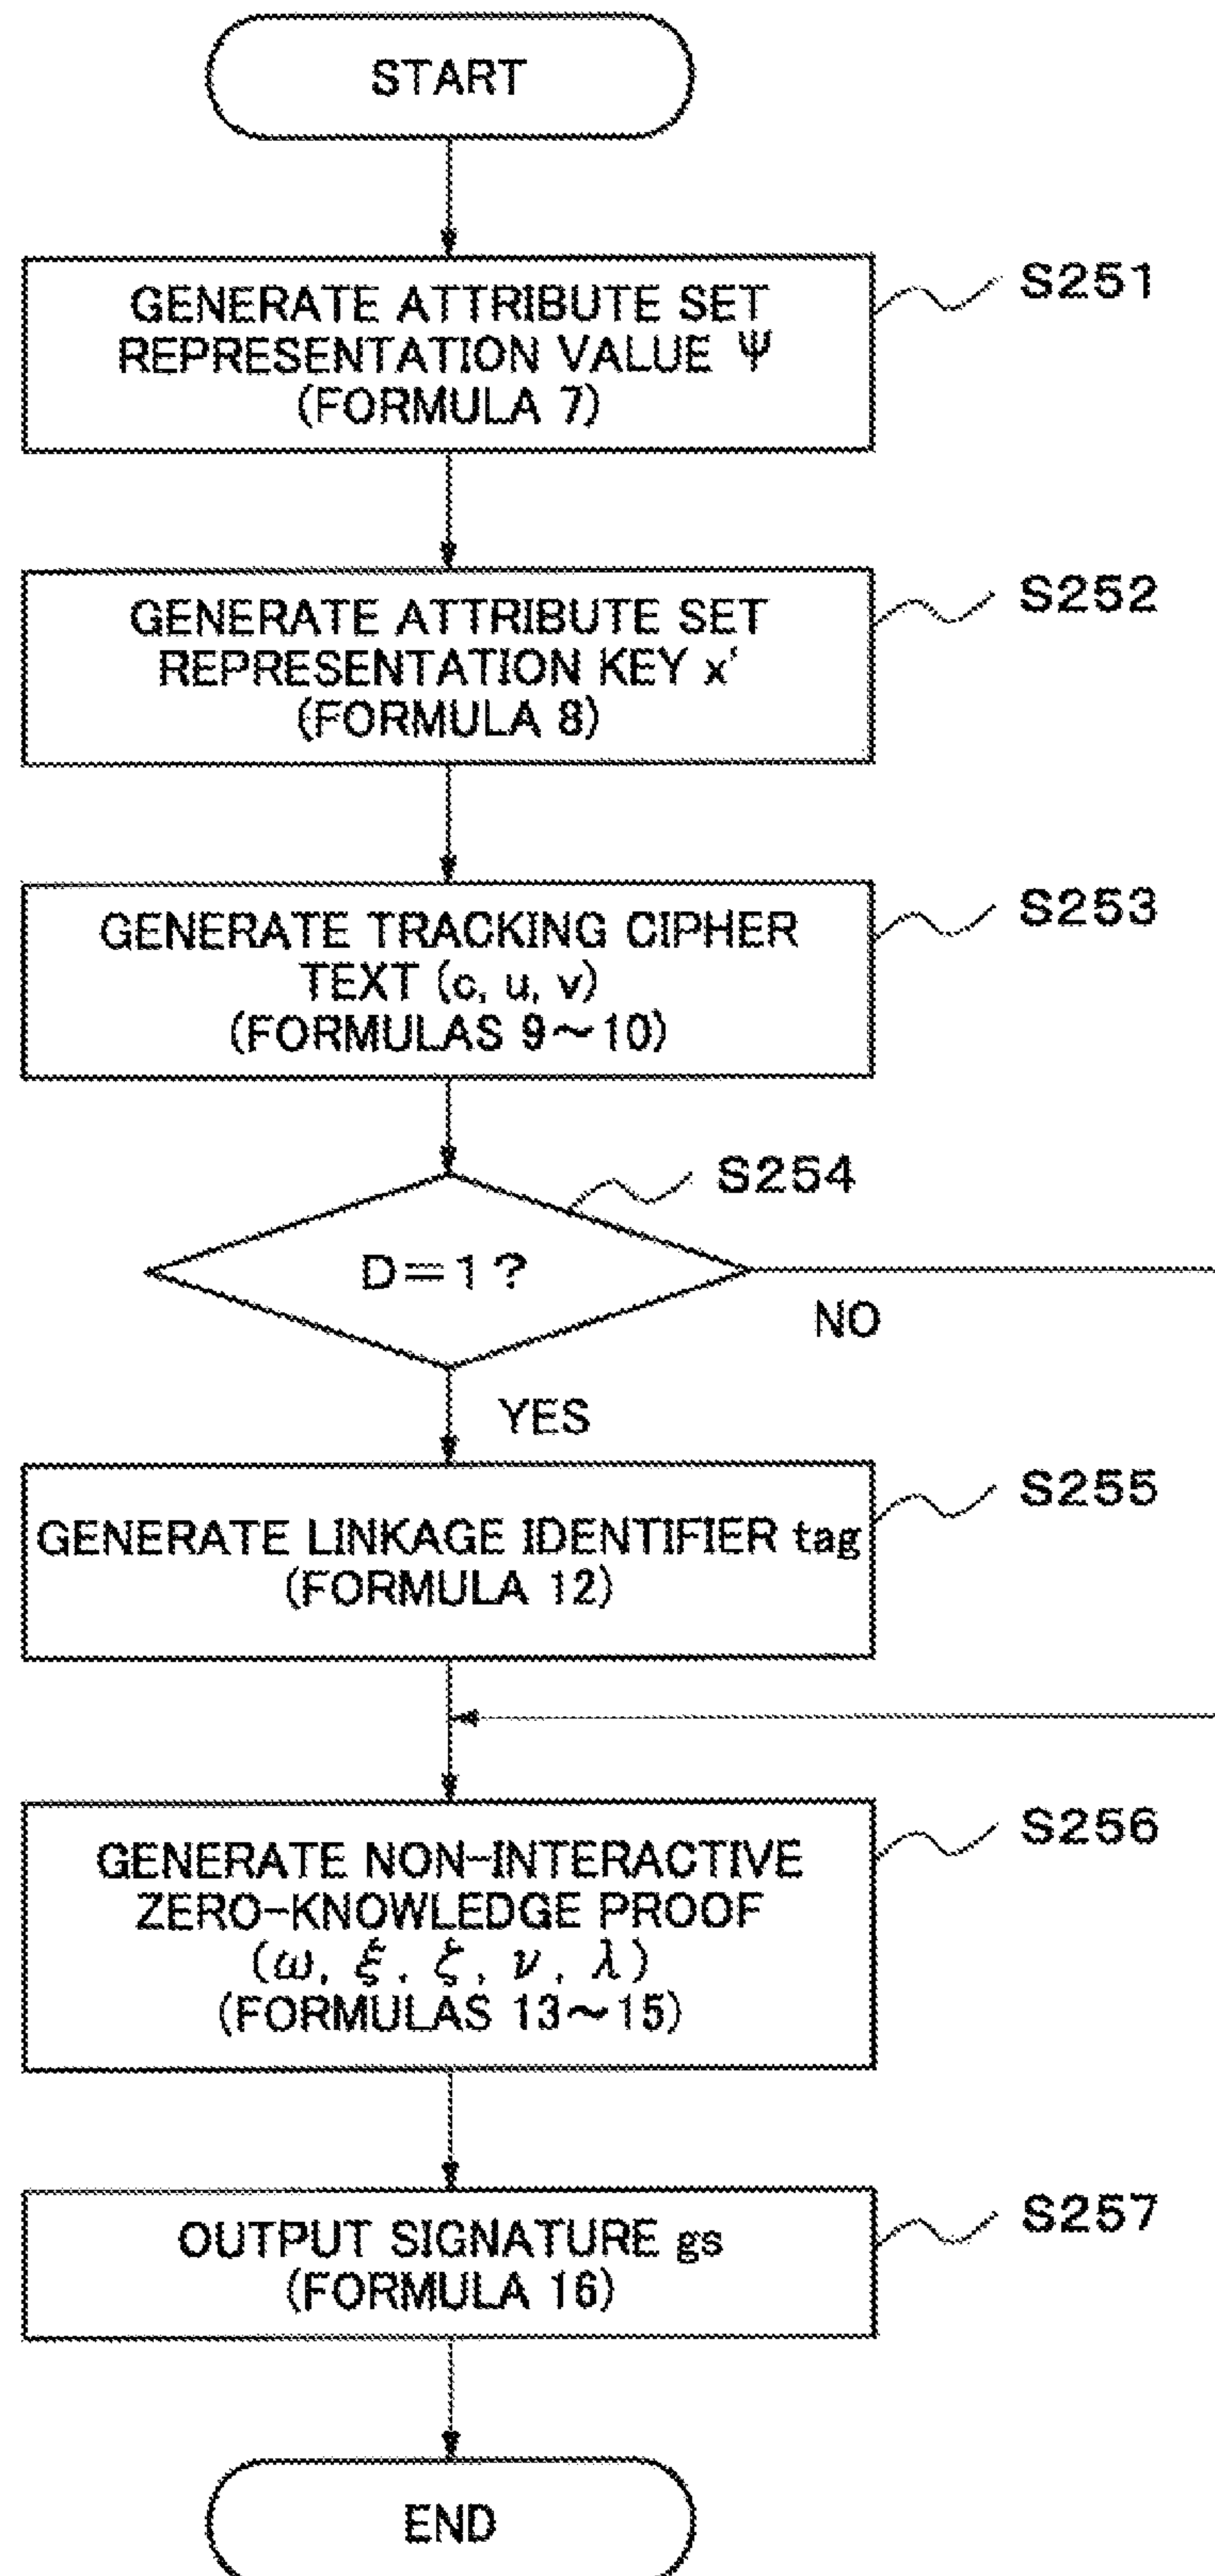 START
GENERATE ATTRIBUTE SET
REPRESENTATION VALUE Ψ
(FORMULA 7)
S251
GENERATE ATTRIBUTE SET
REPRESENTATION KEY x'
(FORMULA 8)
S252
GENERATE TRACKING CIPHER
TEXT (c, u, v)
(FORMULAS 9~10)
S253
S254
D=1?
NO
YES
GENERATE LINKAGE IDENTIFIER tag
(FORMULA 12)
S255
GENERATE NON-INTERACTIVE
ZERO-KNOWLEDGE PROOF
(ω, ξ, ζ, ν, λ)
(FORMULAS 13~15)
S256
OUTPUT SIGNATURE gs
(FORMULA 16)
S257
END